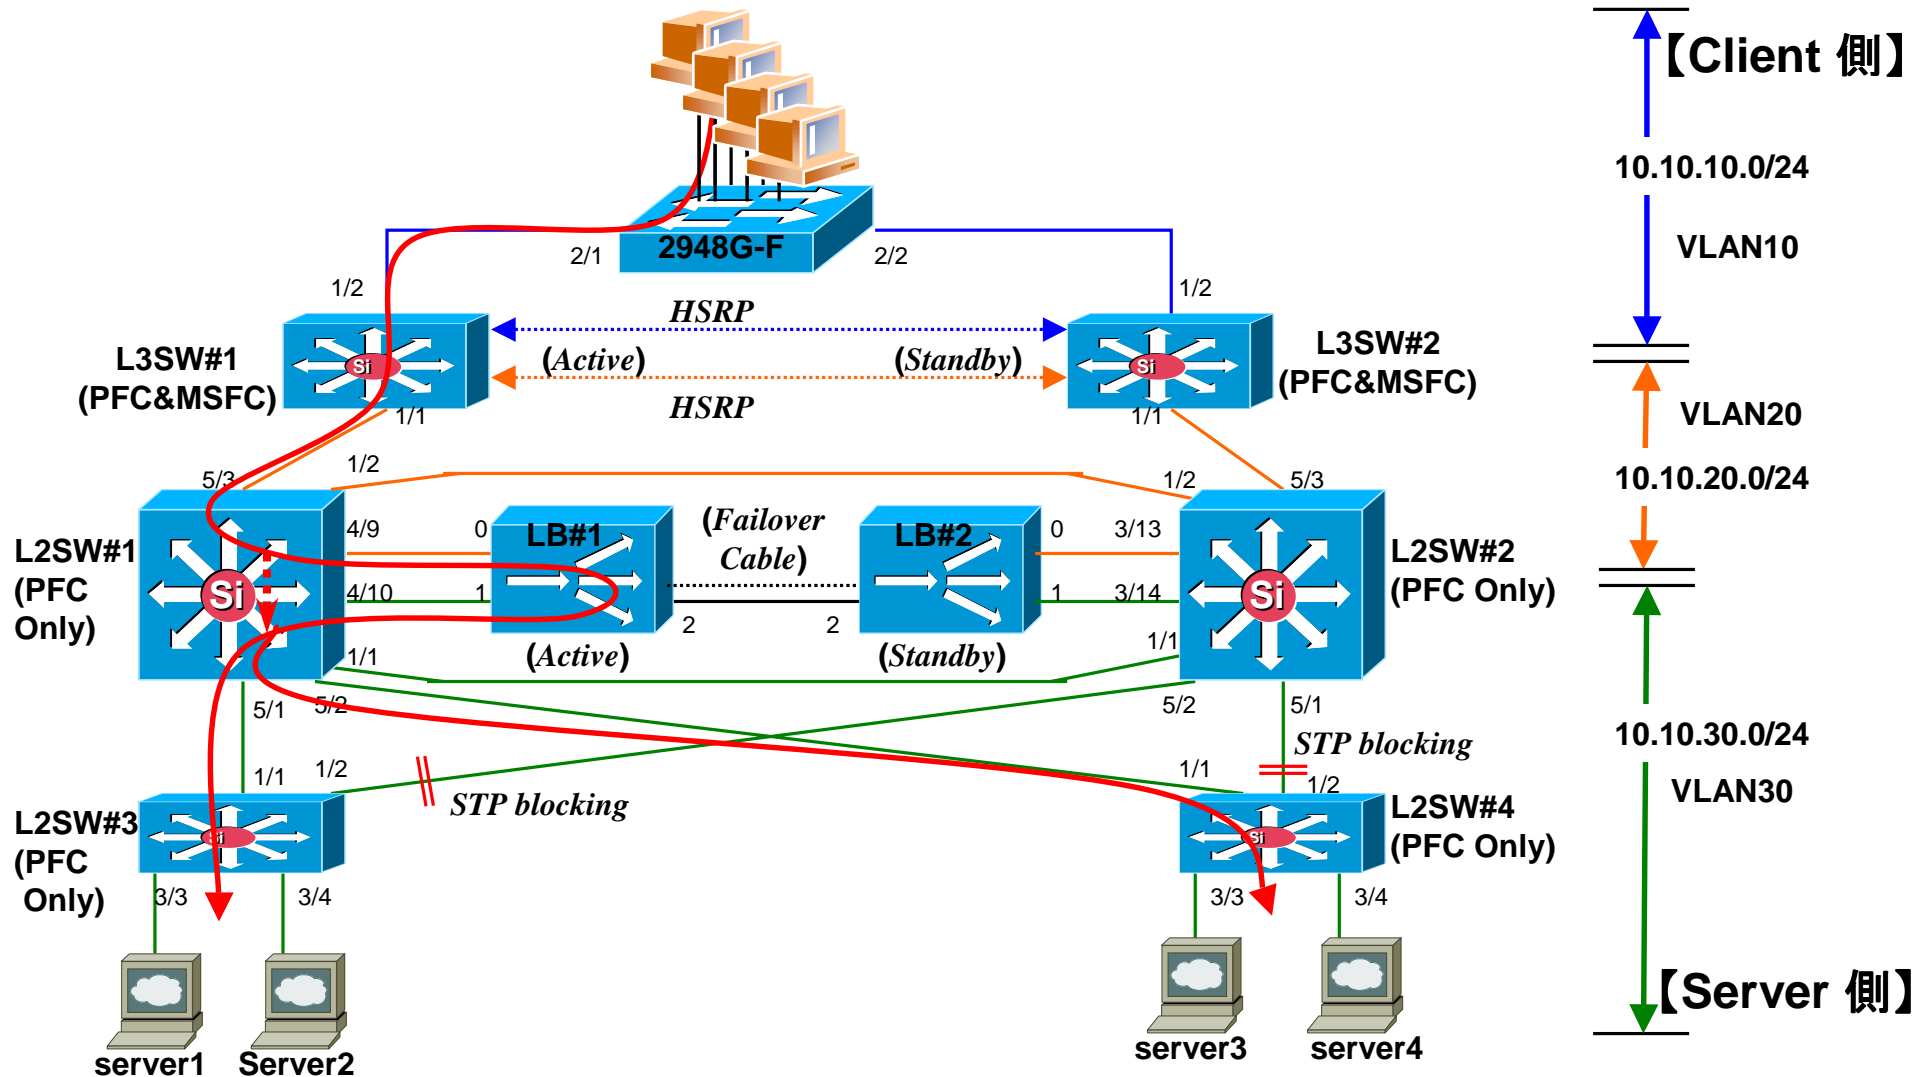 【Client 側】
10.10.10.0/24
VLAN10
2948G-F
2/1
2/2
1/2
1/2
HSRP
L3SW#1
(PFC&MSFC)
(Active)
(Standby)
L3SW#2
(PFC&MSFC)
HSRP
1/1
1/1
VLAN20
10.10.20.0/24
Si
Si
5/3
1/2
1/2
5/3
L2SW#1
(PFC
Only)
Si
4/9
0
LB#1
(Failover
Cable)
LB#2
0
3/13
4/10
1
1
3/14
2
2
(Active)
(Standby)
Si
L2SW#2
(PFC Only)
1/1
1/1
5/1
5/2
5/2
5/1
STP blocking
10.10.30.0/24
VLAN30
1/1
1/2
STP blocking
1/1
1/2
L2SW#3
(PFC
Only)
Si
Si
L2SW#4
(PFC Only)
3/3
3/4
3/3
3/4
server1
Server2
server3
server4
【Server 側】